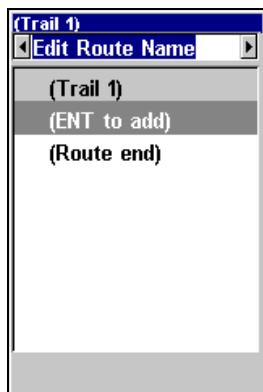 (Trail 1)
Edit Route Name
(Trail 1)
(ENT to add)
(Route end)